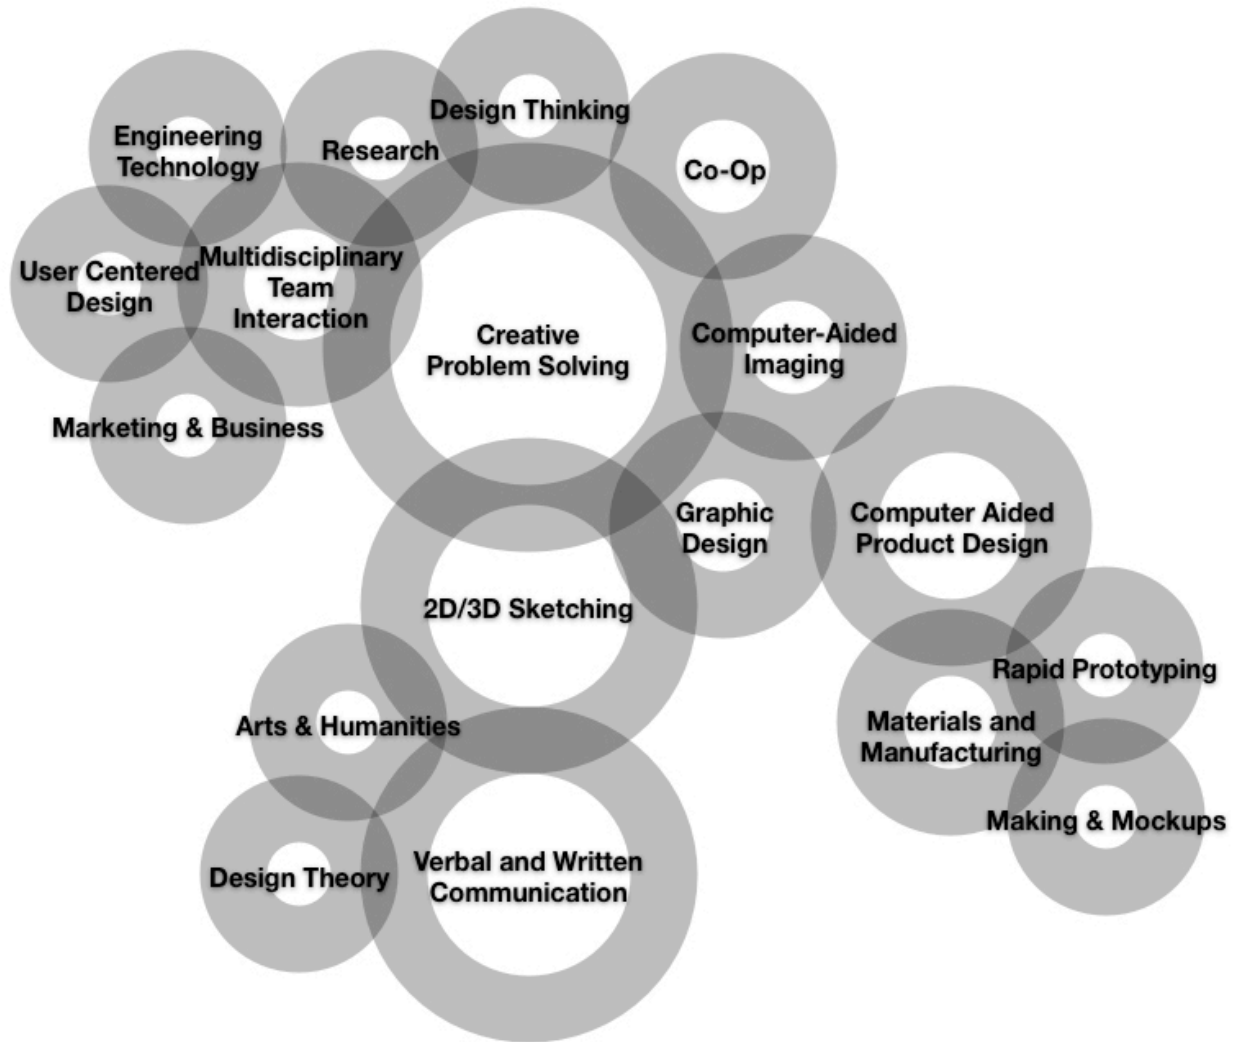 Design Thinking
Engineering
Technology
Research
Co-Op
User Centered
Design
Multidisciplinary
Team
Interaction
Creative
Problem Solving
Computer-Aided
Imaging
Marketing & Business
Graphic
Design
Computer Aided
Product Design
2D/3D Sketching
Rapid Prototyping
Arts & Humanities
Materials and
Manufacturing
Making & Mockups
Design Theory
Verbal and Written
Communication